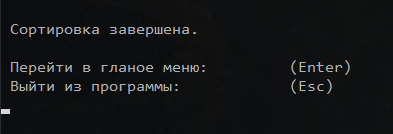 Сортировка завершена.
Перейти в гланое меню: (Enter)
Выйти из программы: (Esc)